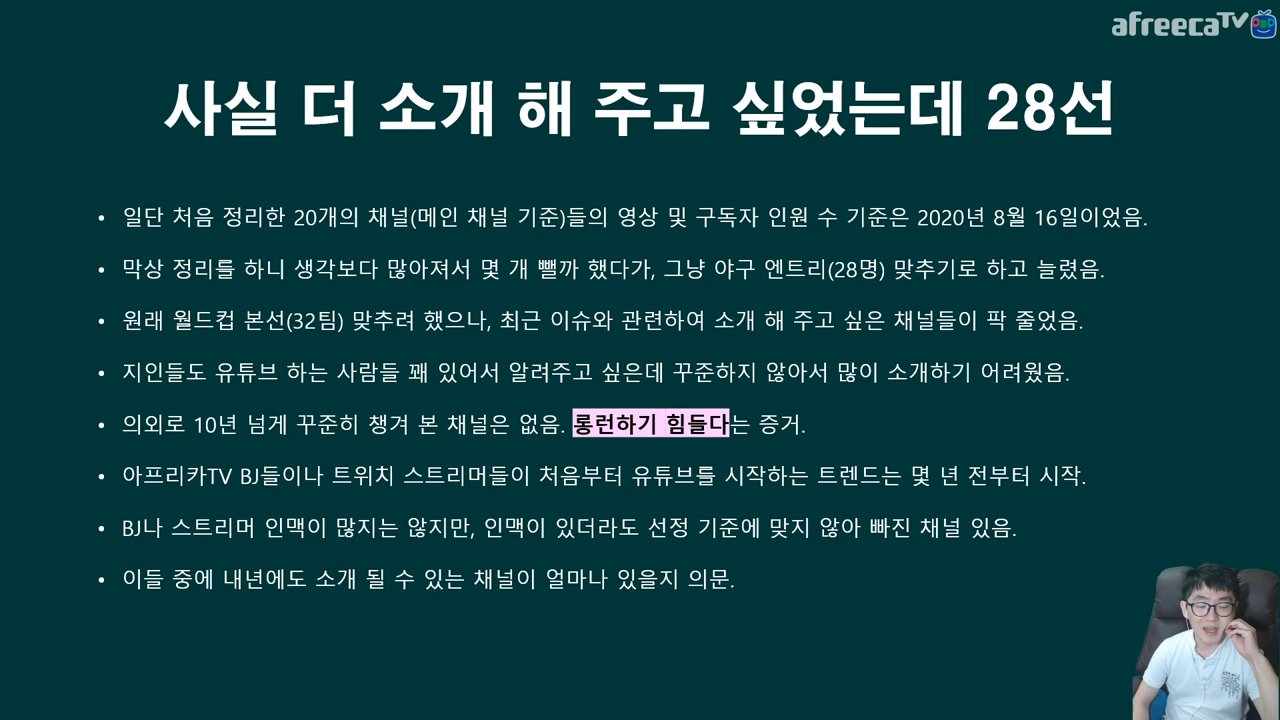 afreecaTV
사실 더 소개 해 주고 싶었는데 28선
• 일단 처음 정리한 20개의 채널(메인 채널 기준)들의 영상 및 구독자 인원 수 기준은 2020년 8월 16일이었음.
• 막상 정리를 하니 생각보다 많아져서 몇 개 뺄까 했다가, 그냥 야구 엔트리(28명) 맞추기로 하고 늘렸음.
• 원래 월드컵 본선(32팀) 맞추려 했으나, 최근 이슈와 관련하여 소개 해 주고 싶은 채널들이 팍 줄었음.
• 지인들도 유튜브 하는 사람들 꽤 있어서 알려주고 싶은데 꾸준하지 않아서 많이 소개하기 어려웠음.
• 의외로 10년 넘게 꾸준히 챙겨 본 채널은 없음. 롱런하기 힘들다는 증거.
• 아프리카TV BJ들이나 트위치 스트리머들이 처음부터 유튜브를 시작하는 트렌드는 몇 년 전부터 시작.
• BJ나 스트리머 인맥이 많지는 않지만, 인맥이 있더라도 선정 기준에 맞지 않아 빠진 채널 있음.
• 이들 중에 내년에도 소개 될 수 있는 채널이 얼마나 있을지 의문.